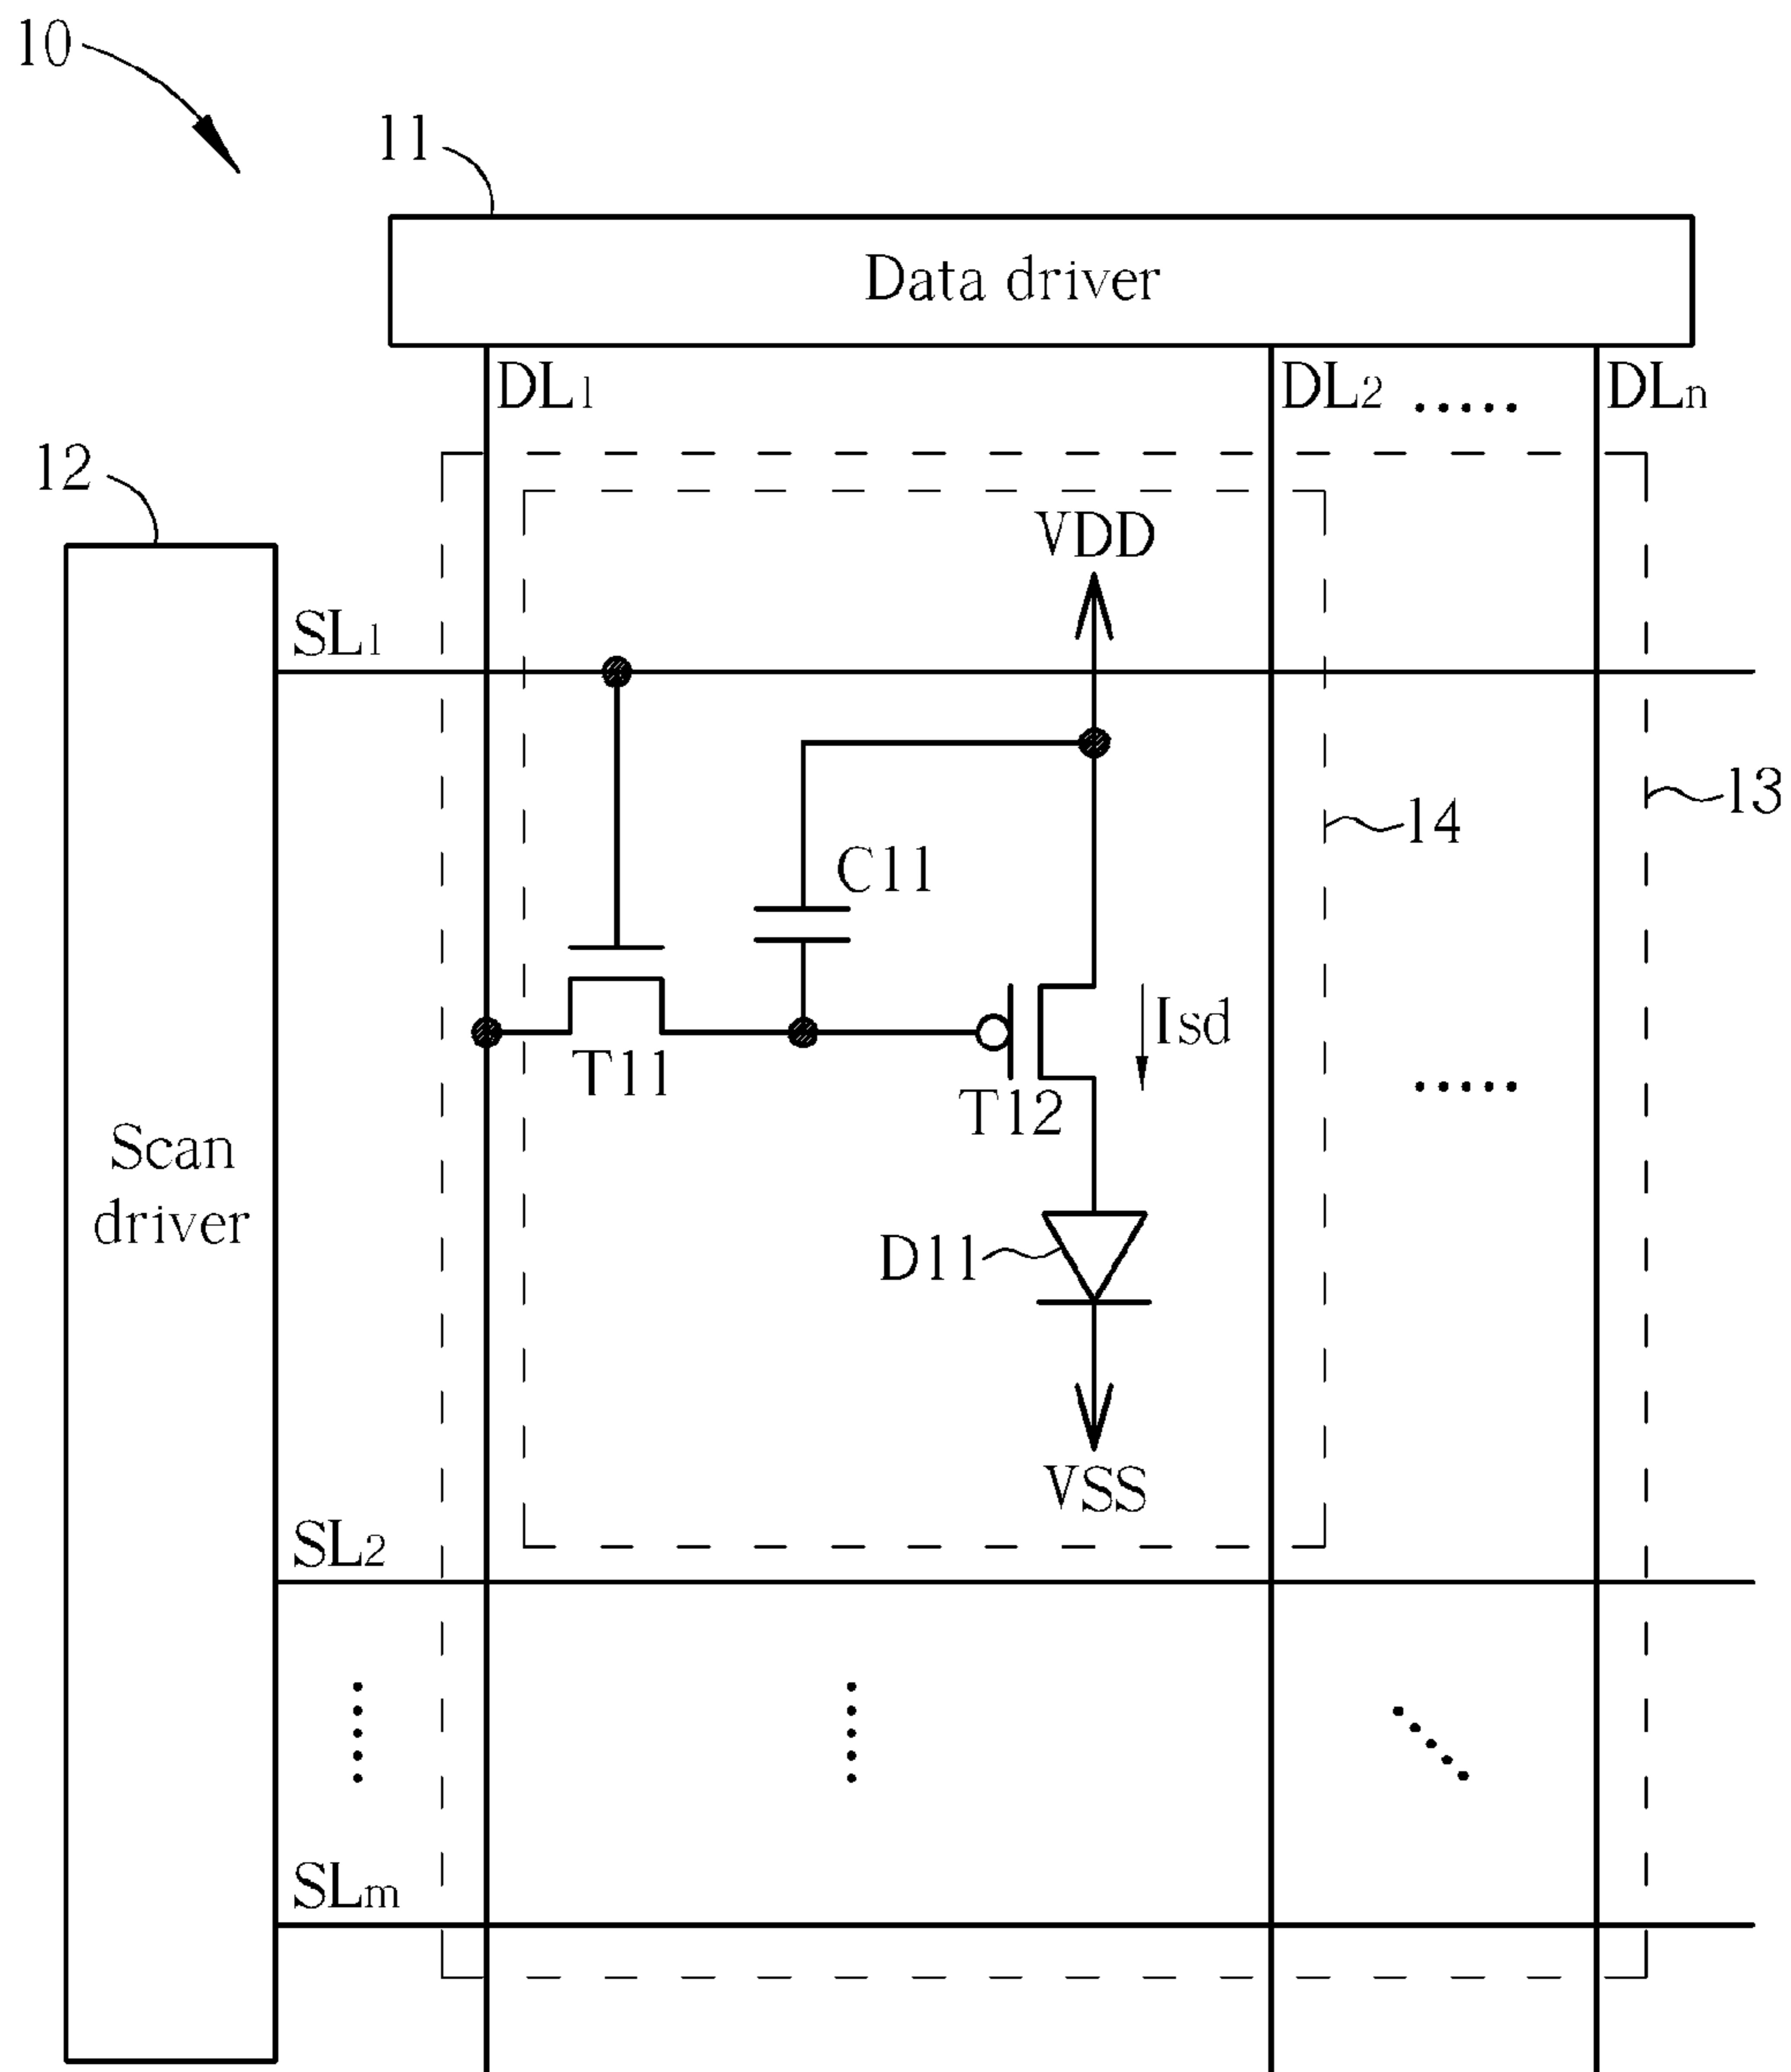 10
11
Data driver
DL1 DL2 ..... DLn
12
VDD
SL1
13
14
C11
Isd
T11
T12
.....
Scan
driver
D11
VSS
SL2
SLm